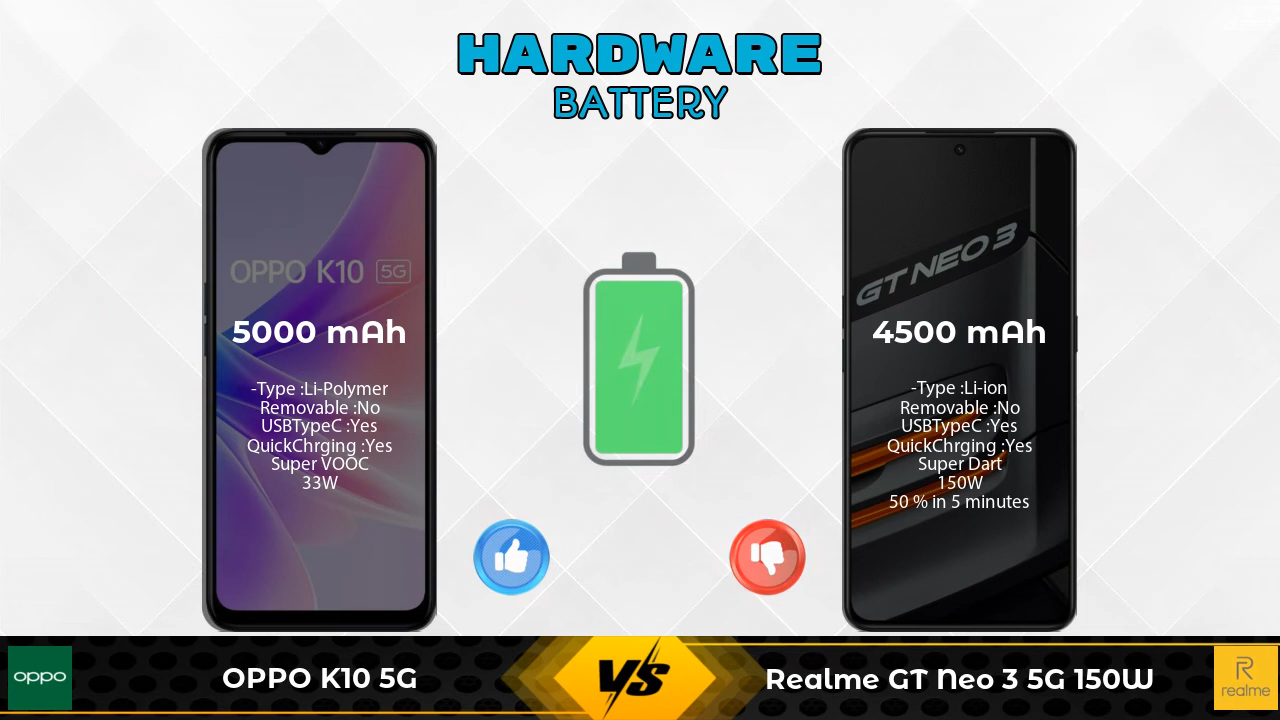 HARDWARE
BATTERY
OPPO K10 5G
5000 mAh
-Type :Li-Polymer
Removable :No
USBTypeC :Yes
QuickChrging :Yes
Super VOOC
33W
GT NEO 3
4500 mAh
-Type :Li-ion
Removable :No
USBTypeC :Yes
QuickChrging :Yes
Super Dart
150W
50 % in 5 minutes
oppo
OPPO K10 5G
VS
Realme GT Neo 3 5G 150W
R
realme